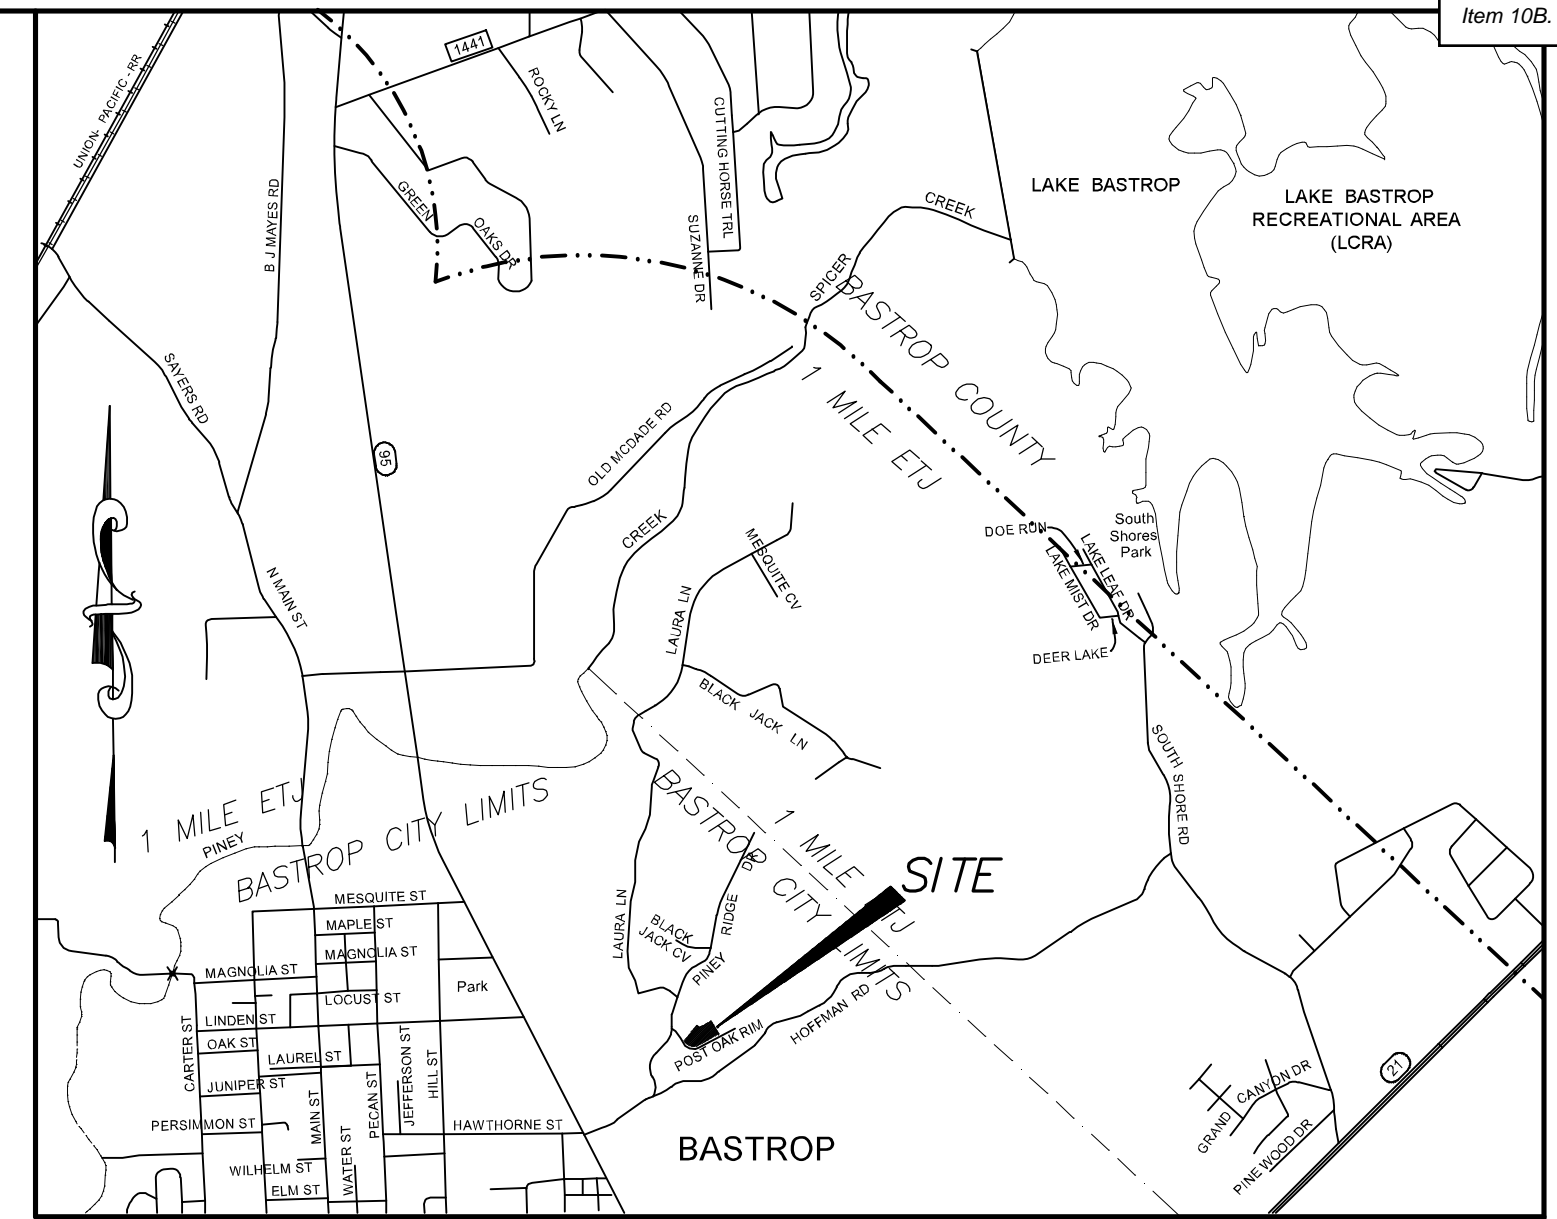 Item 10B.
1441
UNION- PACIFIC -RR
ROCKY LN
CUTTING HORSE TRL
B J MAYES RD
GREEN
OAKS DR
SUZANNE DR
CREEK
SPICER
LAKE BASTROP
LAKE BASTROP
RECREATIONAL AREA
(LCRA)
BASTROP COUNTY
1 MILE ETJ
SAYERS RD
95
OLD MCDADE RD
CREEK
MESQUITE CV
DOE RUN
South
Shores
Park
LAKE LEAF DR
LAKE MIST DR
DEER LAKE
N MAIN ST
LAURA LN
BLACK JACK LN
SOUTH SHORE RD
1 MILE ETJ
PINEY
BASTROP CITY LIMITS
1 MILE ETJ
BASTROP CITY LIMITS
SITE
LAURA LN
BLACK
JACK CV
PINEY RIDGE DR
POST OAK RIM
HOFFMAN RD
MESQUITE ST
MAPLE ST
MAGNOLIA ST
MAGNOLIA ST
LOCUST ST
Park
LINDEN ST
OAK ST
LAUREL ST
CARTER ST
JUNIPER ST
JEFFERSON ST
HILL ST
PECAN ST
MAIN ST
PERSIMMON ST
HAWTHORNE ST
WATER ST
WILHELM ST
ELM ST
BASTROP
21
GRAND CANYON DR
PINE WOOD DR